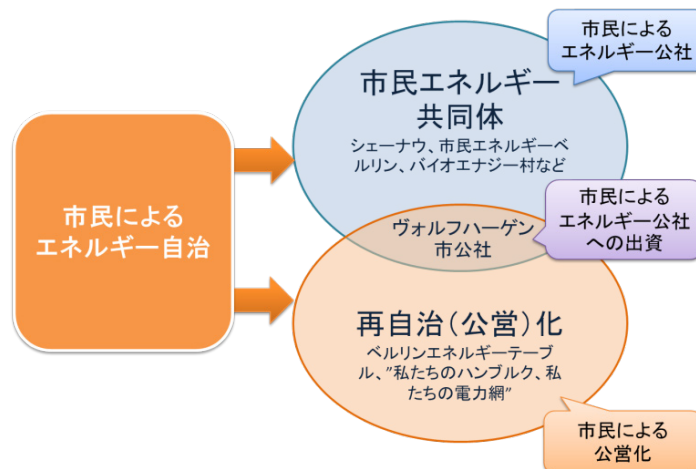 市民による
エネルギー自治
市民エネルギー
共同体
シェーナウ、市民エネルギーベ
ルリン、バイオエナジー村など
市民による
エネルギー公社
ヴォルフハーゲン
市公社
市民による
エネルギー公社
への出資
再自治(公営)化
ベルリンエネルギーテーブ
ル、”私たちのハンブルク、私
たちの電力網”
市民による
公営化